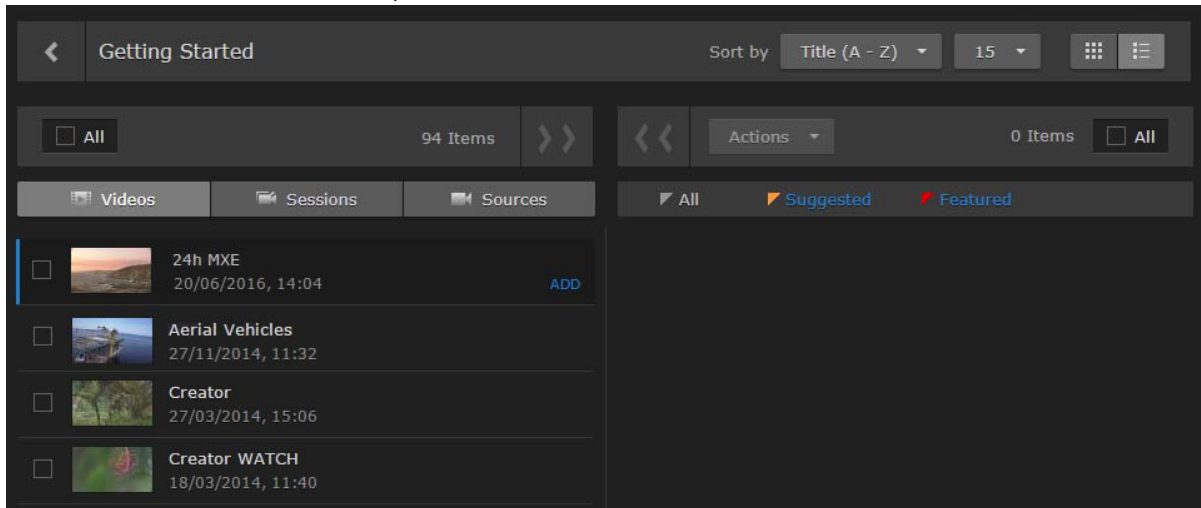 Getting Started
Sort by Title (A - Z) 15
All 94 Items
Actions 0 Items All
Videos Sessions Sources
All Suggested Featured
24h MXE
20/06/2016, 14:04 ADD
Aerial Vehicles
27/11/2014, 11:32
Creator
27/03/2014, 15:06
Creator WATCH
18/03/2014, 11:40